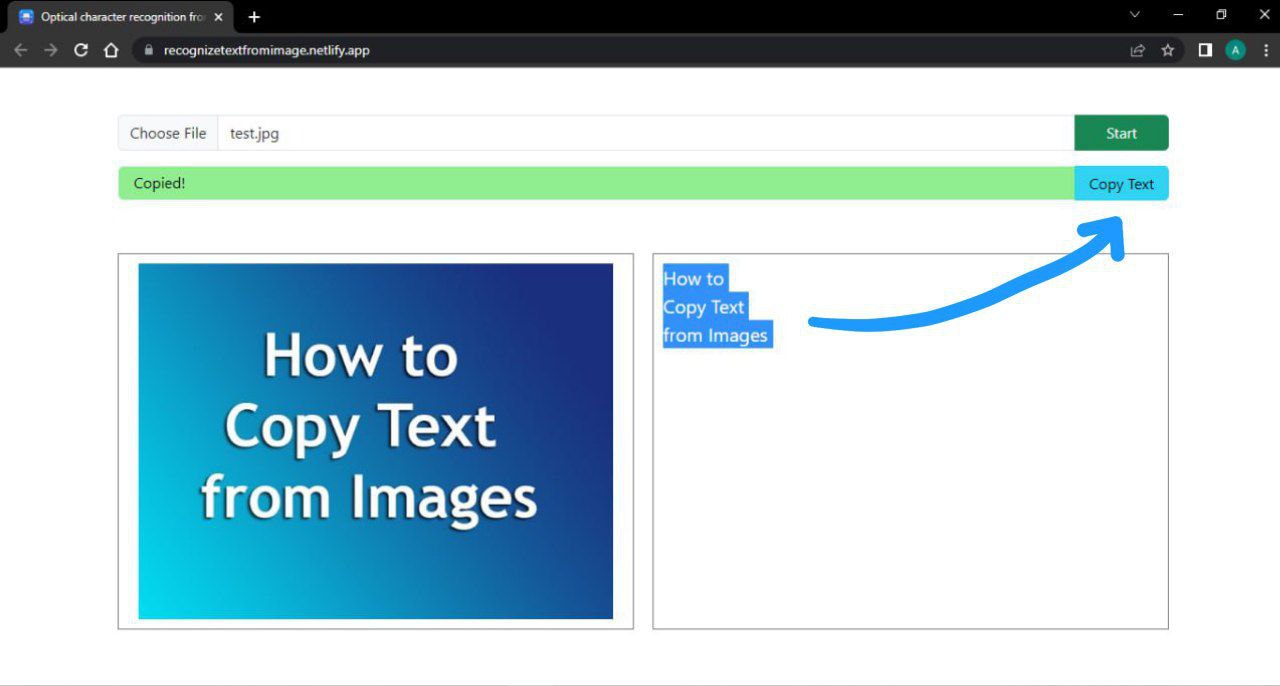 Optical character recognition fro
recognizetextfromimage.netlify.app
A
Choose File test.jpg Start
Copied! Copy Text
How to
Copy Text
from Images
How to
Copy Text
from Images